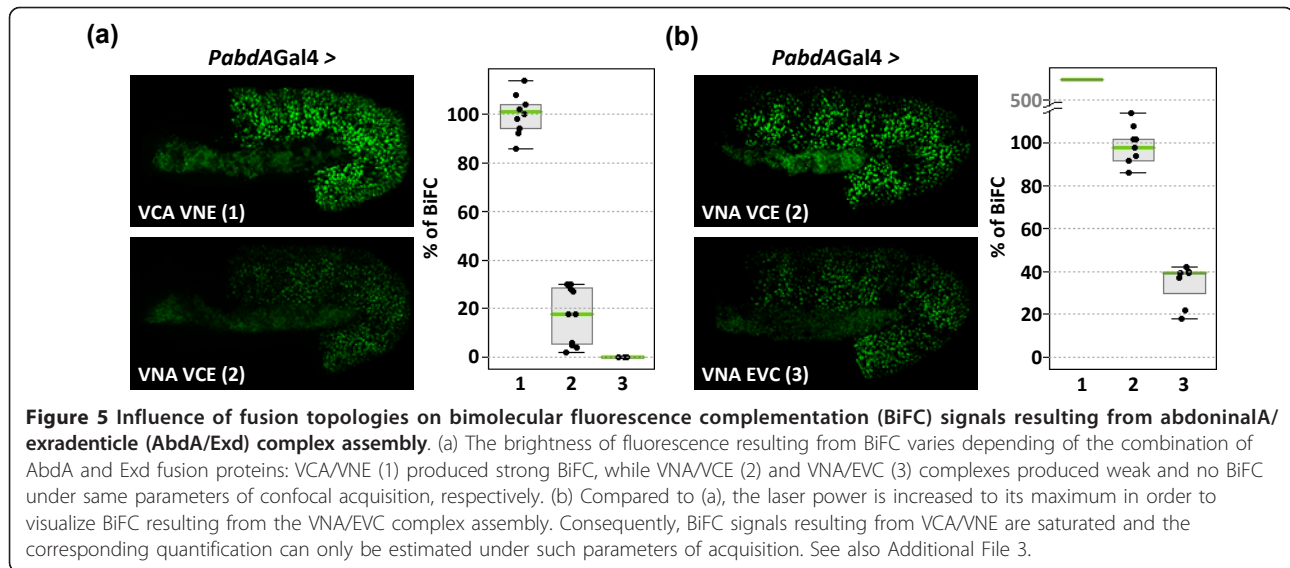 (a)
PabdAGal4 >
VCA VNE (1)
VNA VCE (2)
% of BiFC
100
80
60
40
20
0
1 2 3
(b)
PabdAGal4 >
VNA VCE (2)
VNA EVC (3)
% of BiFC
500
100
80
60
40
20
0
1 2 3
Figure 5 Influence of fusion topologies on bimolecular fluorescence complementation (BiFC) signals resulting from abdoninalA/
exradenticle (AbdA/Exd) complex assembly. (a) The brightness of fluorescence resulting from BiFC varies depending of the combination of
AbdA and Exd fusion proteins: VCA/VNE (1) produced strong BiFC, while VNA/VCE (2) and VNA/EVC (3) complexes produced weak and no BiFC
under same parameters of confocal acquisition, respectively. (b) Compared to (a), the laser power is increased to its maximum in order to
visualize BiFC resulting from the VNA/EVC complex assembly. Consequently, BiFC signals resulting from VCA/VNE are saturated and the
corresponding quantification can only be estimated under such parameters of acquisition. See also Additional File 3.